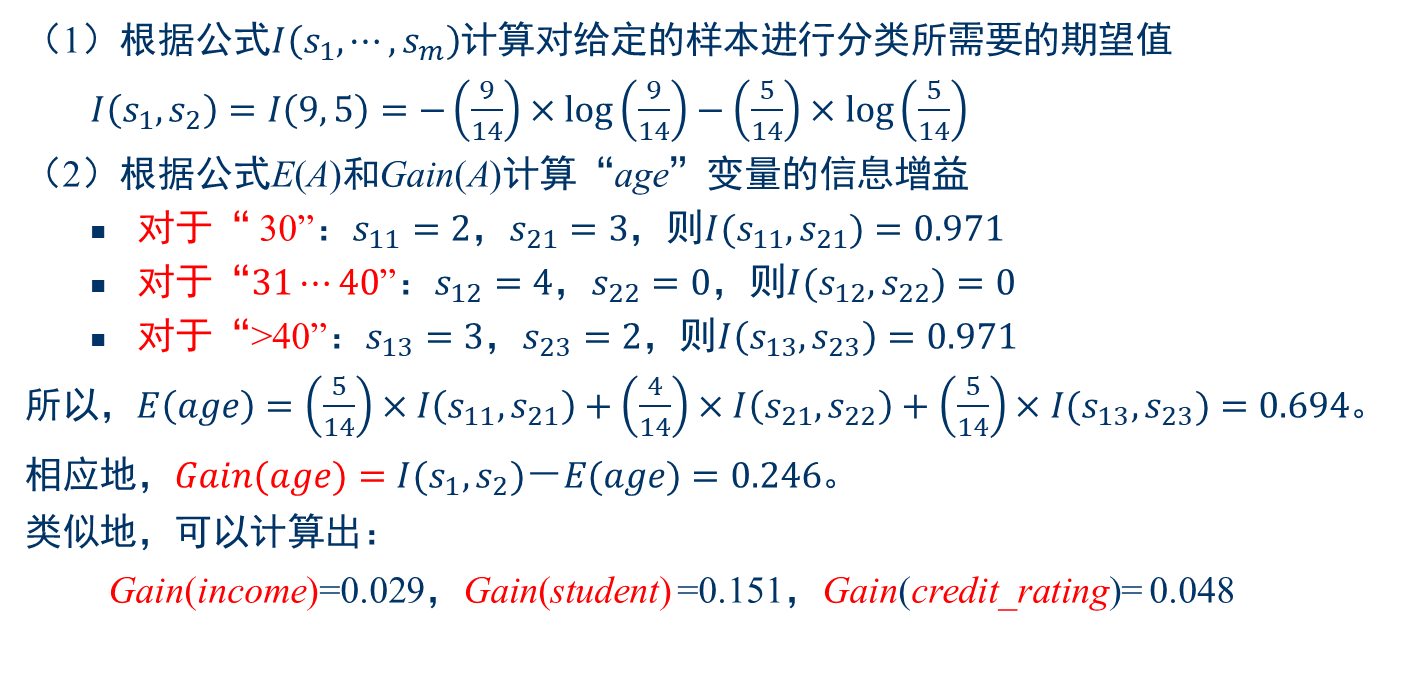 （1）根据公式I(s₁,⋯,sₘ)计算对给定的样本进行分类所需要的期望值
I(s₁,s₂) = I(9,5) = −(9/14) × log(9/14) − (5/14) × log(5/14)
（2）根据公式E(A)和Gain(A)计算“age”变量的信息增益
▪ 对于“ 30”：s₁₁ = 2，s₂₁ = 3，则I(s₁₁,s₂₁) = 0.971
▪ 对于“31⋯40”：s₁₂ = 4，s₂₂ = 0，则I(s₁₂,s₂₂) = 0
▪ 对于“>40”：s₁₃ = 3，s₂₃ = 2，则I(s₁₃,s₂₃) = 0.971
所以，E(age) = (5/14) × I(s₁₁,s₂₁) + (4/14) × I(s₂₁,s₂₂) + (5/14) × I(s₁₃,s₂₃) = 0.694。
相应地，Gain(age) = I(s₁,s₂)−E(age) = 0.246。
类似地，可以计算出：
Gain(income)=0.029，Gain(student)=0.151，Gain(credit_rating)= 0.048